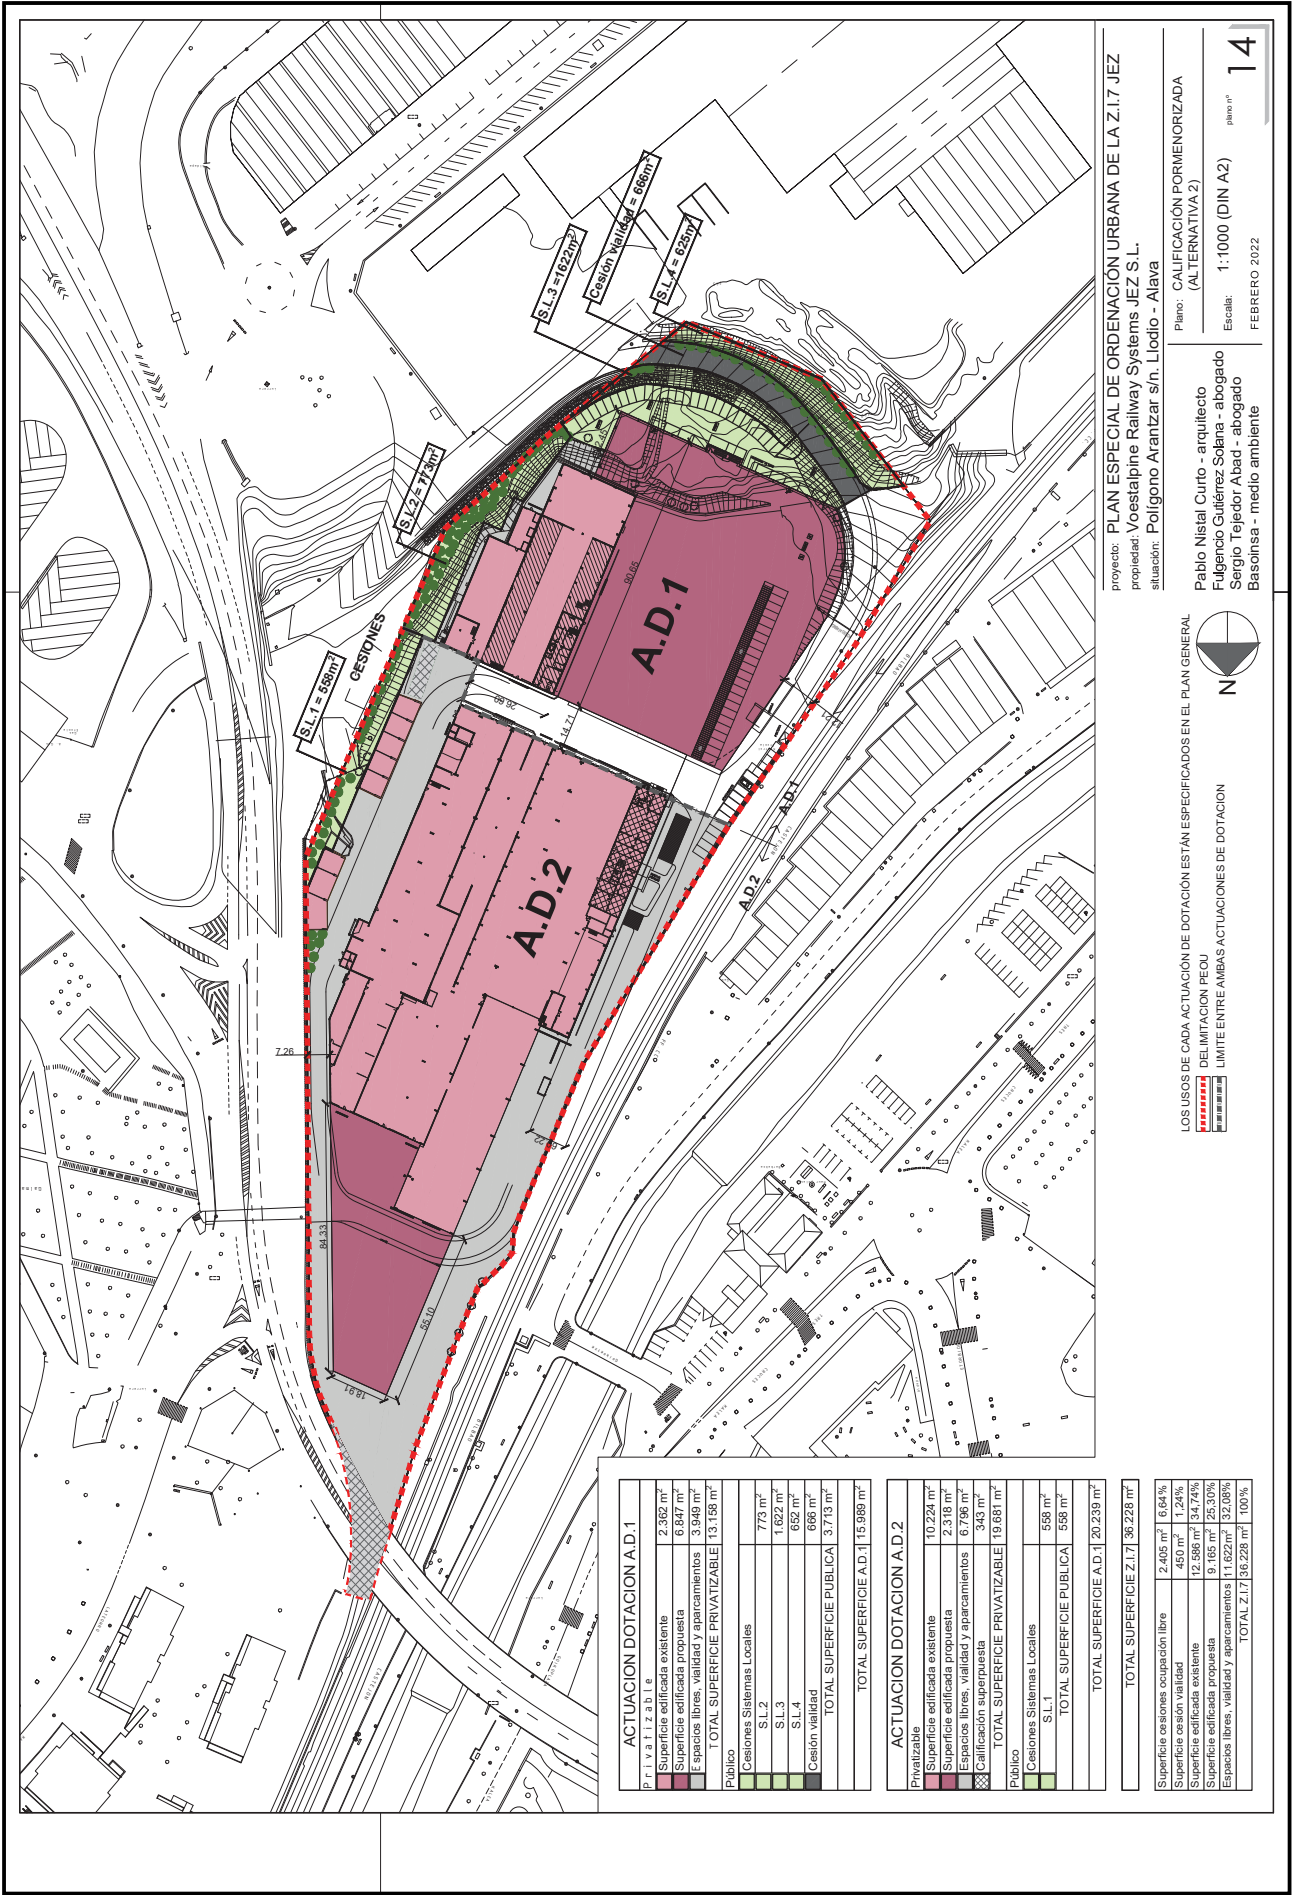 S.L.1 = 558m²
CESIONES
S.L.2 = 773m²
S.L.3 =1622m²
Cesión vialidad = 666m²
S.L.4 = 625m²
A.D.1
A.D.2
90.65
26.60
14.71
7.26
84.33
55.10
18.91
A.D.2
A.D.1
ACTUACION DOTACION A.D.1
Privatizable
Superficie edificada existente 2.362 m²
Superficie edificada propuesta 6.847 m²
Espacios libres, vialidad y aparcamientos 3.949 m²
TOTAL SUPERFICIE PRIVATIZABLE 13.158 m²
Público
Cesiones Sistemas Locales
S.L.2 773 m²
S.L.3 1.622 m²
S.L.4 652 m²
Cesión vialidad 666 m²
TOTAL SUPERFICIE PUBLICA 3.713 m²
TOTAL SUPERFICIE A.D.1 15.989 m²
ACTUACION DOTACION A.D.2
Privatizable
Superficie edificada existente 10.224 m²
Superficie edificada propuesta 2.318 m²
Espacios libres, vialidad y aparcamientos 6.796 m²
Calificación superpuesta 343 m²
TOTAL SUPERFICIE PRIVATIZABLE 19.681 m²
Público
Cesiones Sistemas Locales
S.L.1 558 m²
TOTAL SUPERFICIE PUBLICA 558 m²
TOTAL SUPERFICIE A.D.1 20.239 m²
TOTAL SUPERFICIE Z.I.7 36.228 m²
Superficie cesiones ocupación libre 2.405 m² 6,64%
Superficie cesión vialidad 450 m² 1,24%
Superficie edificada existente 12.586 m² 34,74%
Superficie edificada propuesta 9.165 m² 25,30%
Espacios libres, vialidad y aparcamientos 11.622m² 32,08%
TOTAL Z.I.7 36.228 m² 100%
LOS USOS DE CADA ACTUACIÓN DE DOTACIÓN ESTÁN ESPECIFICADOS EN EL PLAN GENERAL
DELIMITACION PEOU
LIMITE ENTRE AMBAS ACTUACIONES DE DOTACION
N
proyecto: PLAN ESPECIAL DE ORDENACIÓN URBANA DE LA Z.I.7 JEZ
propiedad: Voestalpine Railway Systems JEZ S.L.
situación: Polígono Arantzar s/n. Llodio - Alava
Pablo Nistal Curto - arquitecto
Fulgencio Gutiérrez Solana - abogado
Sergio Tejedor Abad - abogado
Basoinsa - medio ambiente
Plano: CALIFICACIÓN PORMENORIZADA
(ALTERNATIVA 2)
Escala: 1:1000 (DIN A2)
FEBRERO 2022
plano nº 14